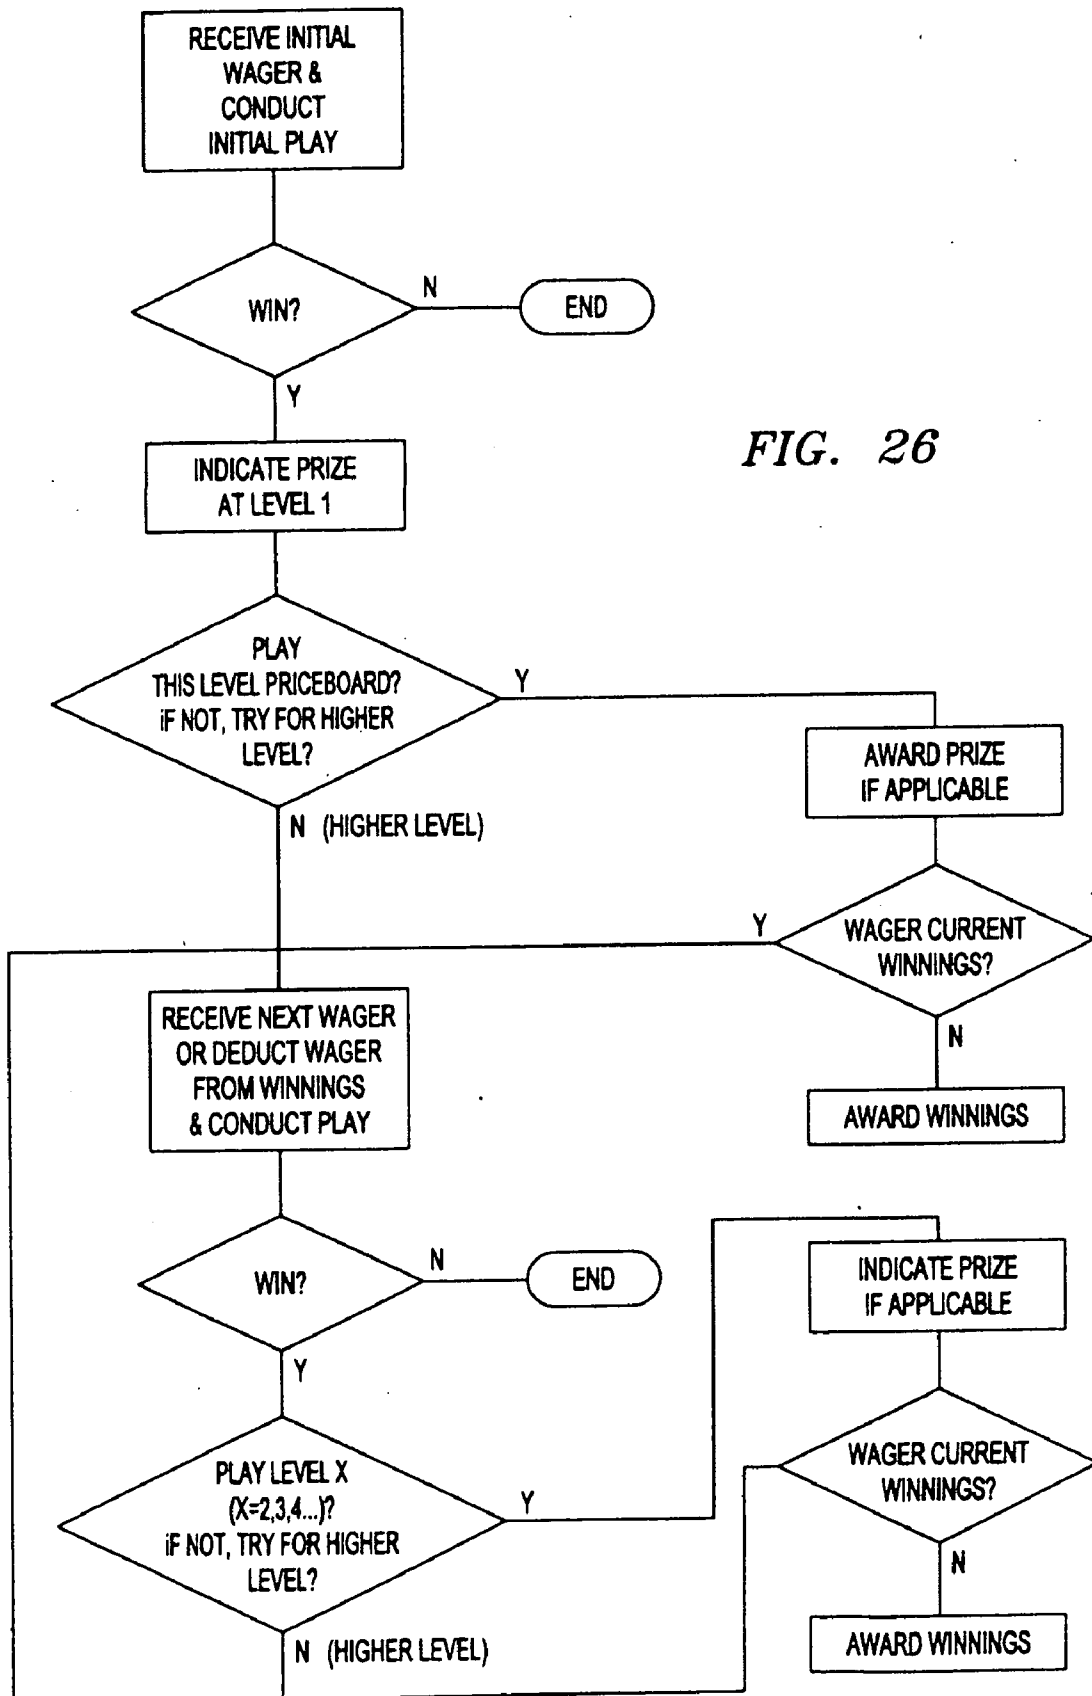 RECEIVE INITIAL
WAGER &
CONDUCT
INITIAL PLAY
WIN?
N
END
Y
INDICATE PRIZE
AT LEVEL 1
FIG. 26
PLAY
THIS LEVEL PRICEBOARD?
IF NOT, TRY FOR HIGHER
LEVEL?
Y
N (HIGHER LEVEL)
AWARD PRIZE
IF APPLICABLE
WAGER CURRENT
WINNINGS?
Y
N
AWARD WINNINGS
RECEIVE NEXT WAGER
OR DEDUCT WAGER
FROM WINNINGS
& CONDUCT PLAY
WIN?
N
END
Y
PLAY LEVEL X
(X=2,3,4...)?
IF NOT, TRY FOR HIGHER
LEVEL?
Y
N (HIGHER LEVEL)
INDICATE PRIZE
IF APPLICABLE
WAGER CURRENT
WINNINGS?
N
AWARD WINNINGS